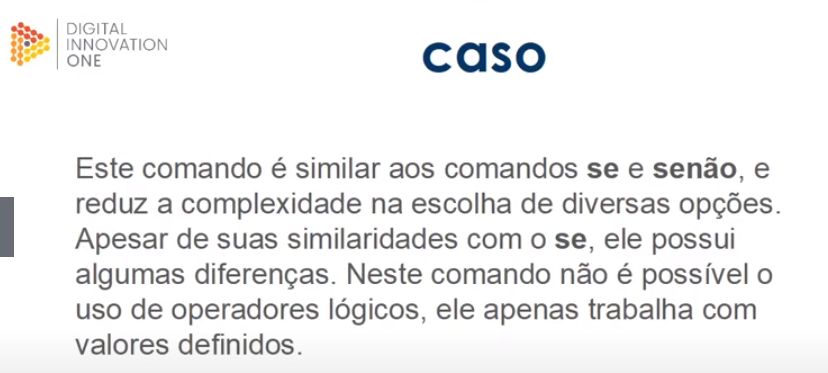 DIGITAL
INNOVATION
ONE
caso
Este comando é similar aos comandos se e senão, e
reduz a complexidade na escolha de diversas opções.
Apesar de suas similaridades com o se, ele possui
algumas diferenças. Neste comando não é possível o
uso de operadores lógicos, ele apenas trabalha com
valores definidos.